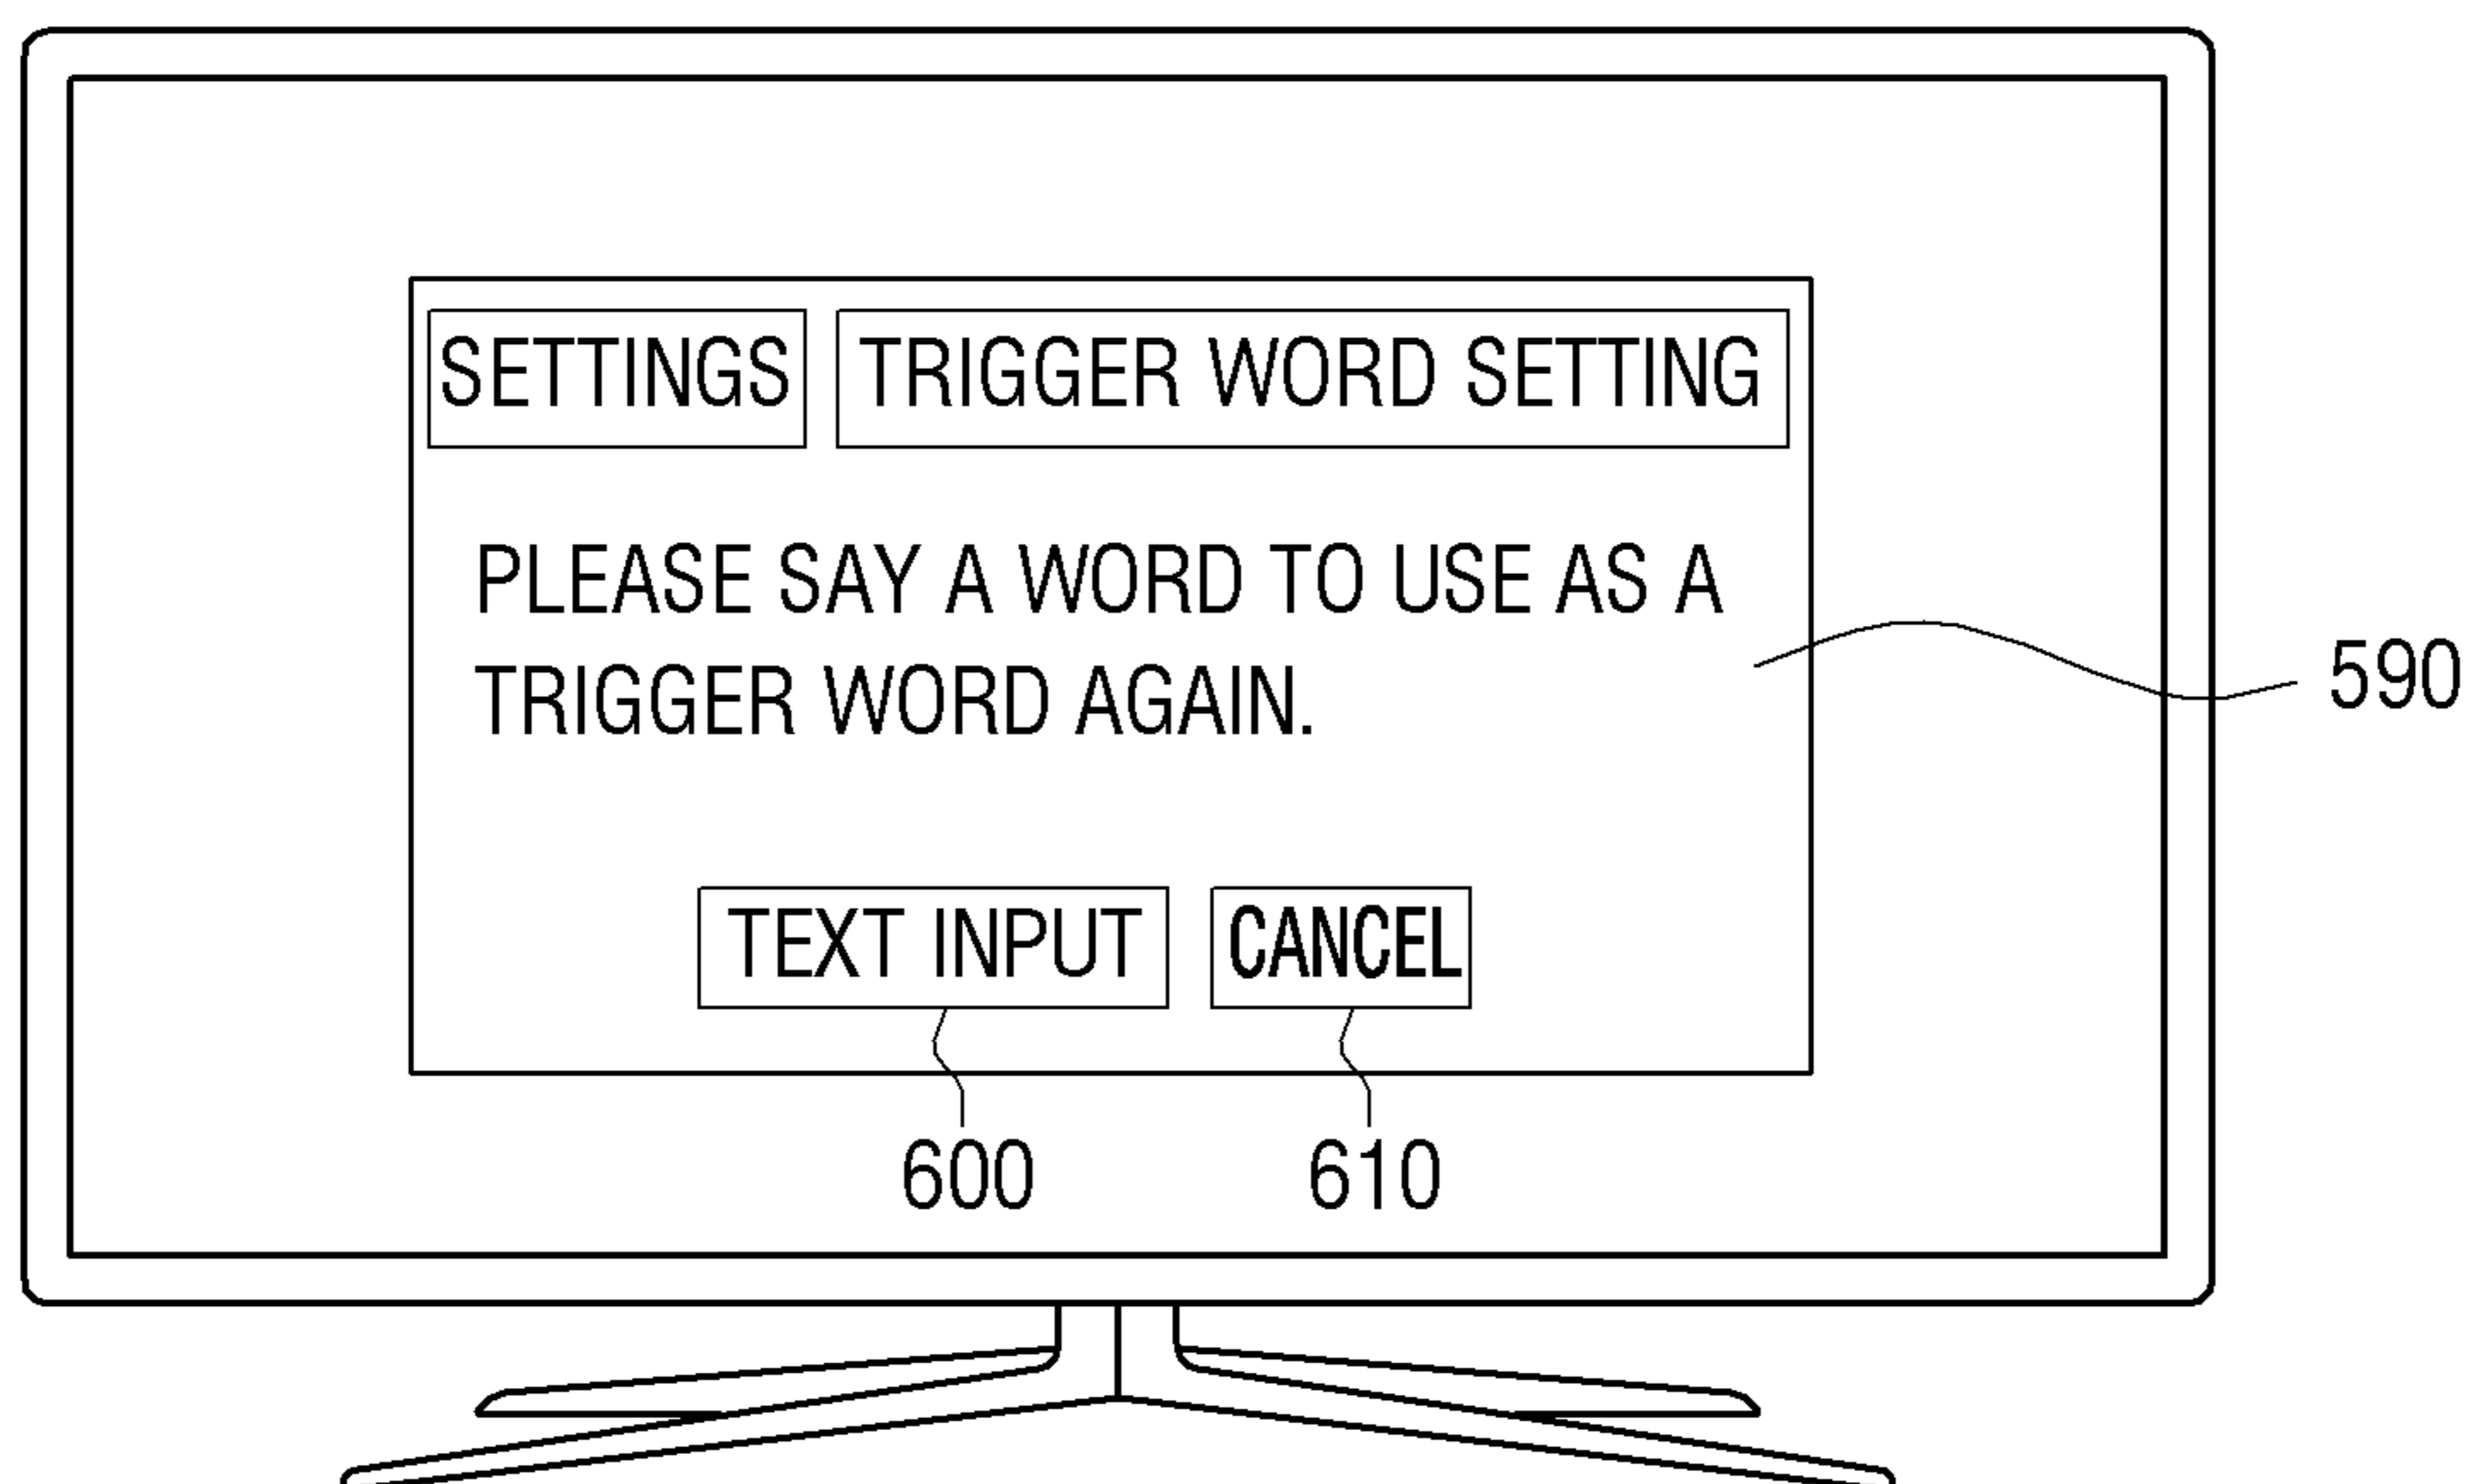 SETTINGS TRIGGER WORD SETTING
PLEASE SAY A WORD TO USE AS A
TRIGGER WORD AGAIN.
590
TEXT INPUT CANCEL
600 610